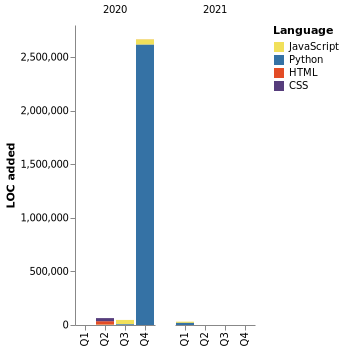 2020
2021
Language
JavaScript
Python
HTML
CSS
LOC added
2,500,000
2,000,000
1,500,000
1,000,000
500,000
0
Q1
Q2
Q3
Q4
Q1
Q2
Q3
Q4